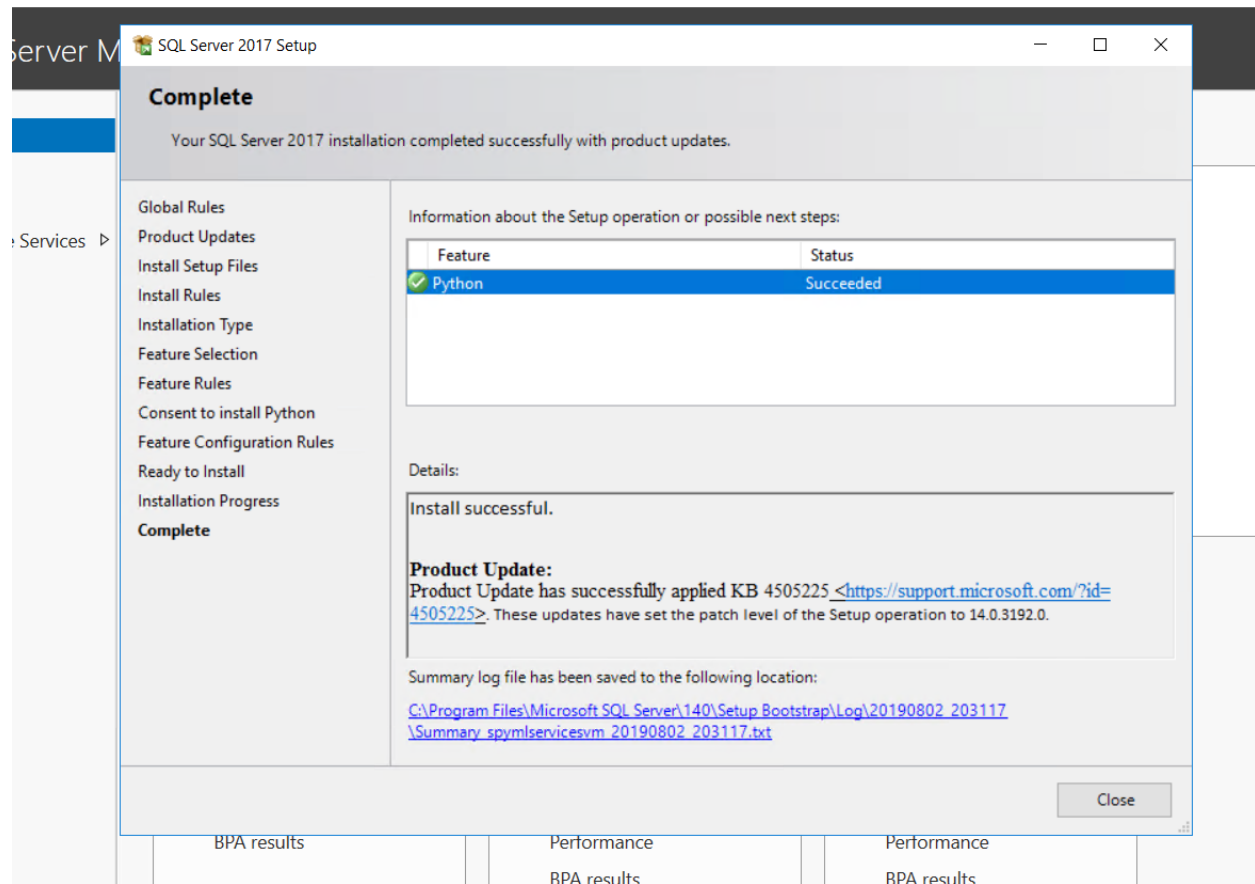 Server M
SQL Server 2017 Setup
Complete
Your SQL Server 2017 installation completed successfully with product updates.
Services
Global Rules
Product Updates
Install Setup Files
Install Rules
Installation Type
Feature Selection
Feature Rules
Consent to install Python
Feature Configuration Rules
Ready to Install
Installation Progress
Complete
Information about the Setup operation or possible next steps:
Feature Status
Python Succeeded
Details:
Install successful.
Product Update:
Product Update has successfully applied KB 4505225 <https://support.microsoft.com/?id=
4505225>. These updates have set the patch level of the Setup operation to 14.0.3192.0.
Summary log file has been saved to the following location:
C:\Program Files\Microsoft SQL Server\140\Setup Bootstrap\Log\20190802_203117
\Summary_spymlservicesvm_20190802_203117.txt
Close
BPA results Performance Performance
BPA results BPA results